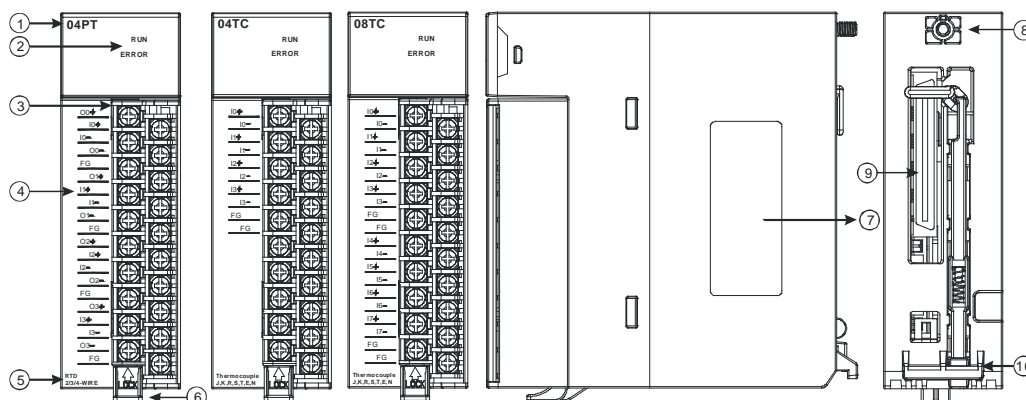 1
2
3
4
5
04PT
RUN
ERROR
O0+
I0+
I0-
O0-
FG
O1+
I1+
I1-
O1-
FG
O2+
I2+
I2-
O2-
FG
O3+
I3+
I3-
O3-
FG
RTD
2/3/4-WIRE
LOCK
6
04TC
RUN
ERROR
I0+
I0-
I1+
I1-
I2+
I2-
I3+
I3-
FG
FG
Thermocouple
J,K,R,S,T,E,N
LOCK
08TC
RUN
ERROR
I0+
I0-
I1+
I1-
I2+
I2-
I3+
I3-
FG
FG
I4+
I4-
I5+
I5-
I6+
I6-
I7+
I7-
FG
FG
Thermocouple
J,K,R,S,T,E,N
LOCK
7
8
9
10